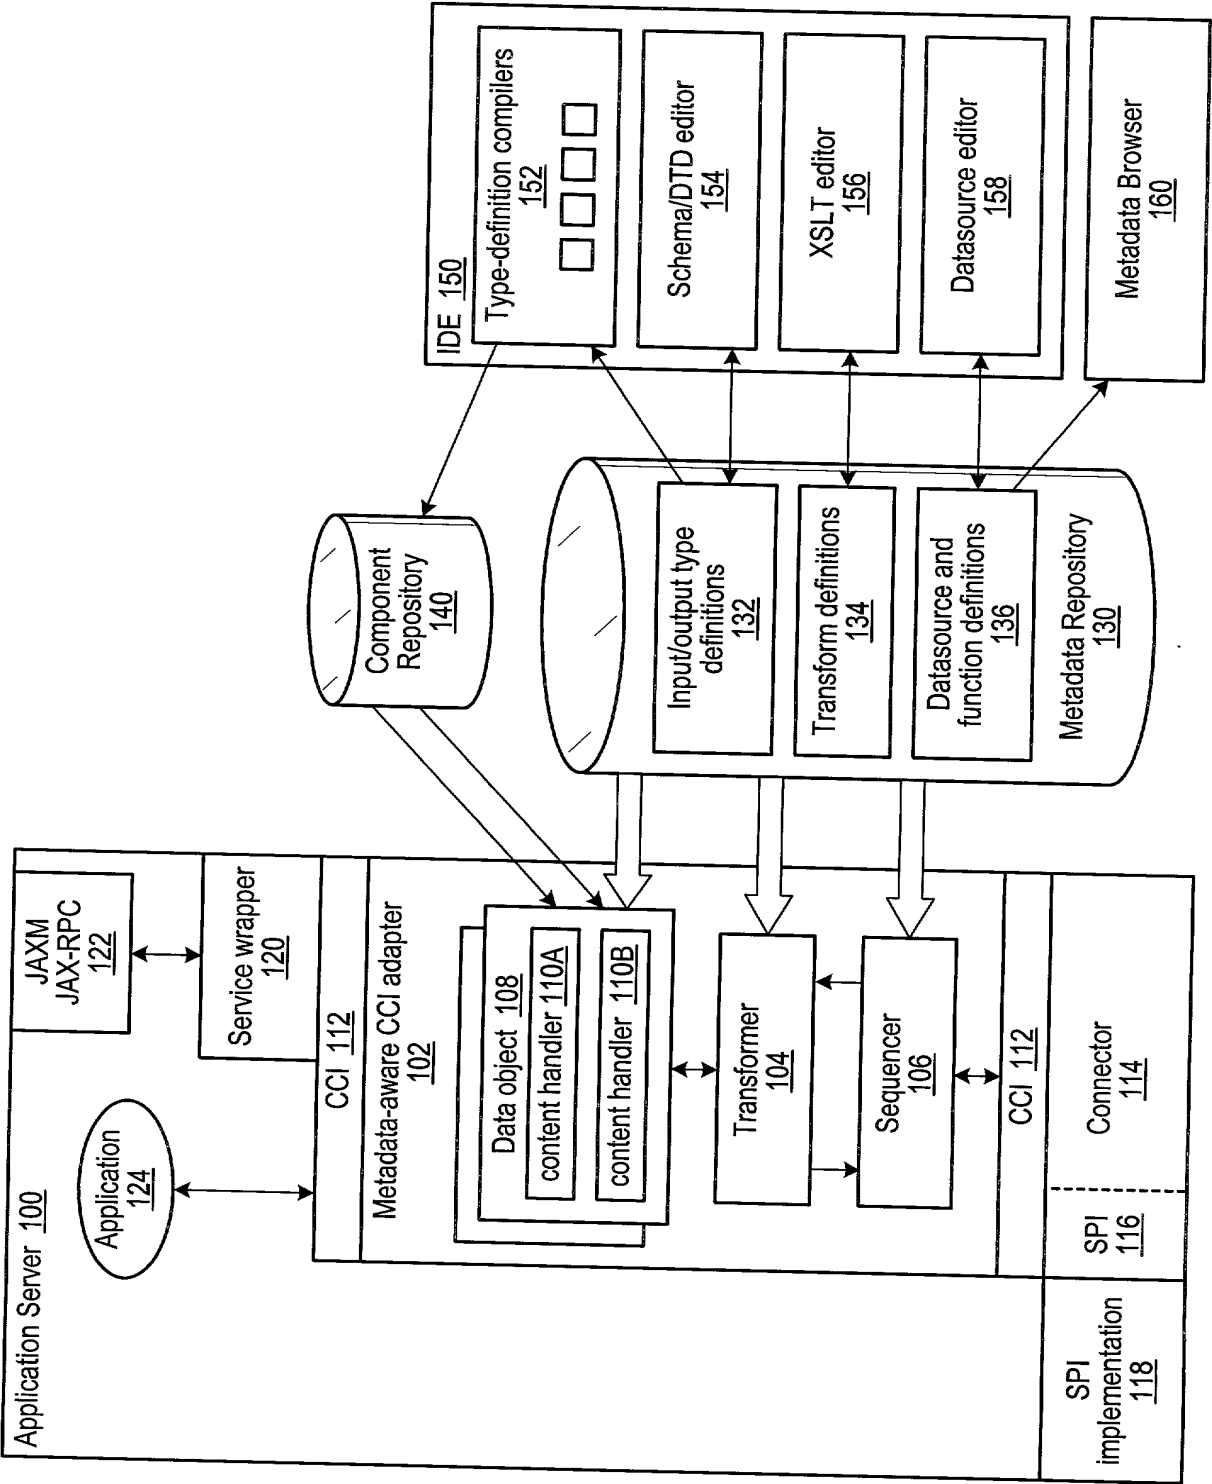 Application Server 100
Application
124
JAXM
JAX-RPC
122
Service wrapper
120
CCI 112
Metadata-aware CCI adapter
102
Data object 108
content handler 110A
content handler 110B
Transformer
104
Sequencer
106
CCI 112
SPI
implementation
118
SPI
116
Connector
114
Component
Repository
140
Input/output type
definitions
132
Transform definitions
134
Datasource and
function definitions
136
Metadata Repository
130
IDE 150
Type-definition compilers
152
Schema/DTD editor
154
XSLT editor
156
Datasource editor
158
Metadata Browser
160